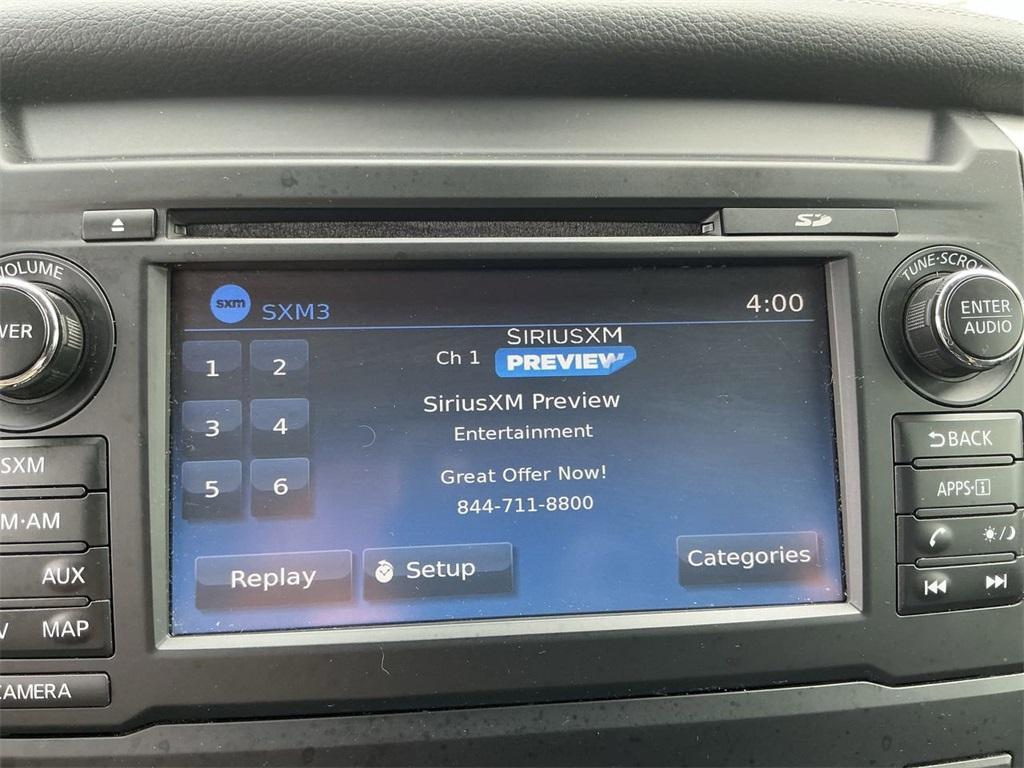 SD
VOLUME
TUNE·SCROLL
sxm SXM3 4:00
SIRIUSXM
Ch 1 PREVIEW
1 2
3 4
5 6
SiriusXM Preview
Entertainment
Great Offer Now!
844-711-8800
Replay Setup Categories
WER
ENTER
AUDIO
SXM
M·AM
AUX
V MAP
CAMERA
BACK
APPS·i